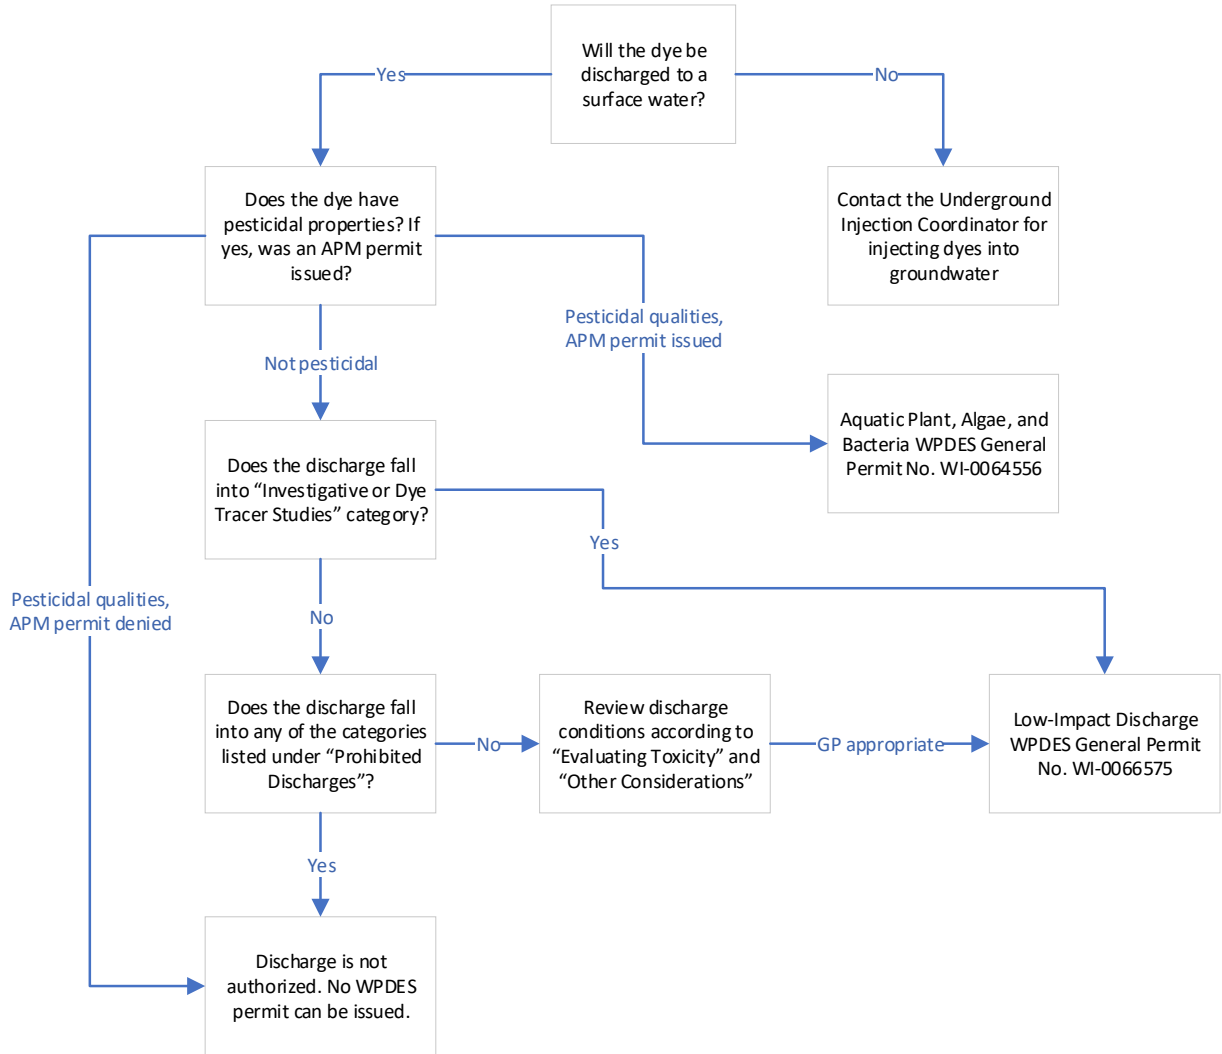 Will the dye be
discharged to a
surface water?
Yes
No
Does the dye have
pesticidal properties? If
yes, was an APM permit
issued?
Contact the Underground
Injection Coordinator for
injecting dyes into
groundwater
Pesticidal qualities,
APM permit issued
Not pesticidal
Aquatic Plant, Algae, and
Bacteria WPDES General
Permit No. WI-0064556
Does the discharge fall
into “Investigative or Dye
Tracer Studies” category?
Yes
Pesticidal qualities,
APM permit denied
No
Does the discharge fall
into any of the categories
listed under “Prohibited
Discharges”?
No
Review discharge
conditions according to
“Evaluating Toxicity” and
“Other Considerations”
GP appropriate
Low-Impact Discharge
WPDES General Permit
No. WI-0066575
Yes
Discharge is not
authorized. No WPDES
permit can be issued.